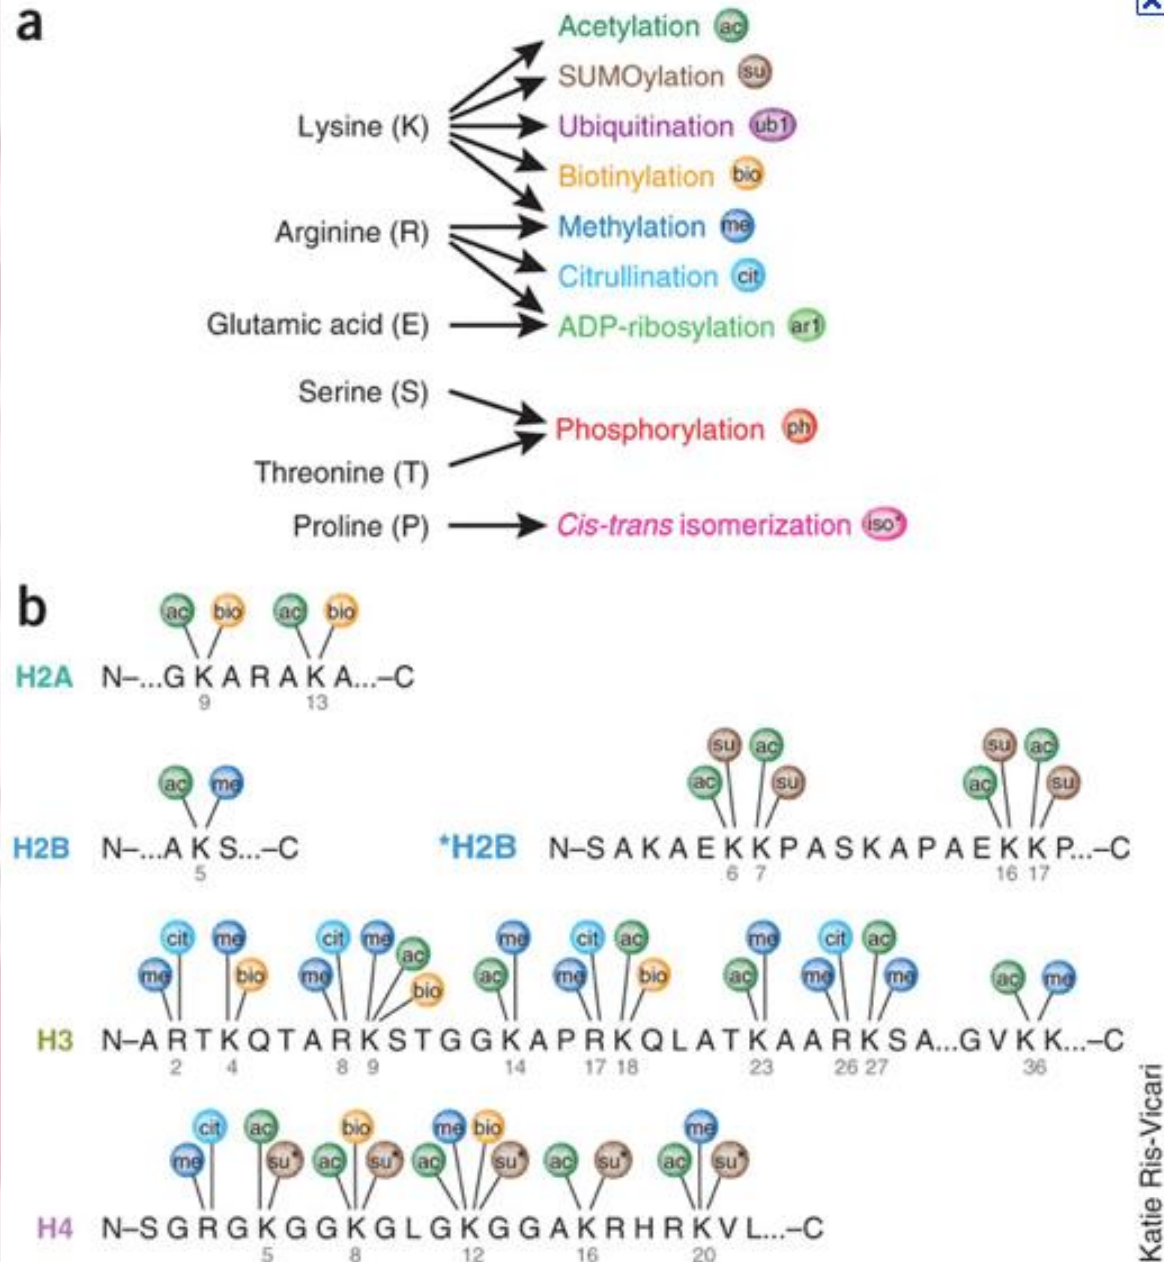 a
Acetylation ac
SUMOylation su
Lysine (K)
Ubiquitination ub1
Biotinylation bio
Methylation me
Arginine (R)
Citrullination cit
Glutamic acid (E)
ADP-ribosylation ar1
Serine (S)
Phosphorylation ph
Threonine (T)
Proline (P)
Cis-trans isomerization iso*
b
ac bio ac bio
H2A N–...G K A R A K A...–C
9 13
su ac su ac
ac me ac su ac su
H2B N–...A K S...–C
5
*H2B N–S A K A E K K P A S K A P A E K K P...–C
6 7 16 17
cit me cit me ac me cit ac me cit ac
me bio me bio ac me bio ac me me ac me
H3 N–A R T K Q T A R K S T G G K A P R K Q L A T K A A R K S A...G V K K...–C
2 4 8 9 14 17 18 23 26 27 36
cit ac bio me bio me
me su* ac su* ac su* ac su* ac su*
H4 N–S G R G K G G K G L G K G G A K R H R K V L...–C
5 8 12 16 20
Katie Ris-Vicari